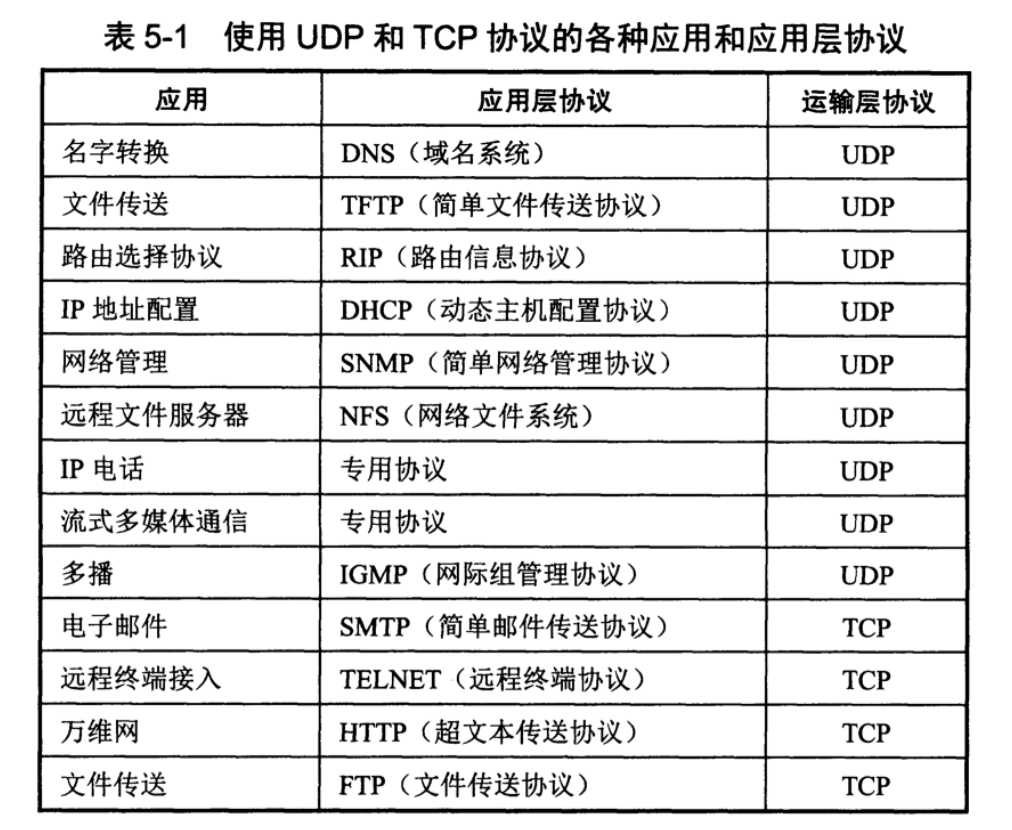 表 5-1 使用 UDP 和 TCP 协议的各种应用和应用层协议
应用 应用层协议 运输层协议
名字转换 DNS（域名系统） UDP
文件传送 TFTP（简单文件传送协议） UDP
路由选择协议 RIP（路由信息协议） UDP
IP 地址配置 DHCP（动态主机配置协议） UDP
网络管理 SNMP（简单网络管理协议） UDP
远程文件服务器 NFS（网络文件系统） UDP
IP 电话 专用协议 UDP
流式多媒体通信 专用协议 UDP
多播 IGMP（网际组管理协议） UDP
电子邮件 SMTP（简单邮件传送协议） TCP
远程终端接入 TELNET（远程终端协议） TCP
万维网 HTTP（超文本传送协议） TCP
文件传送 FTP（文件传送协议） TCP